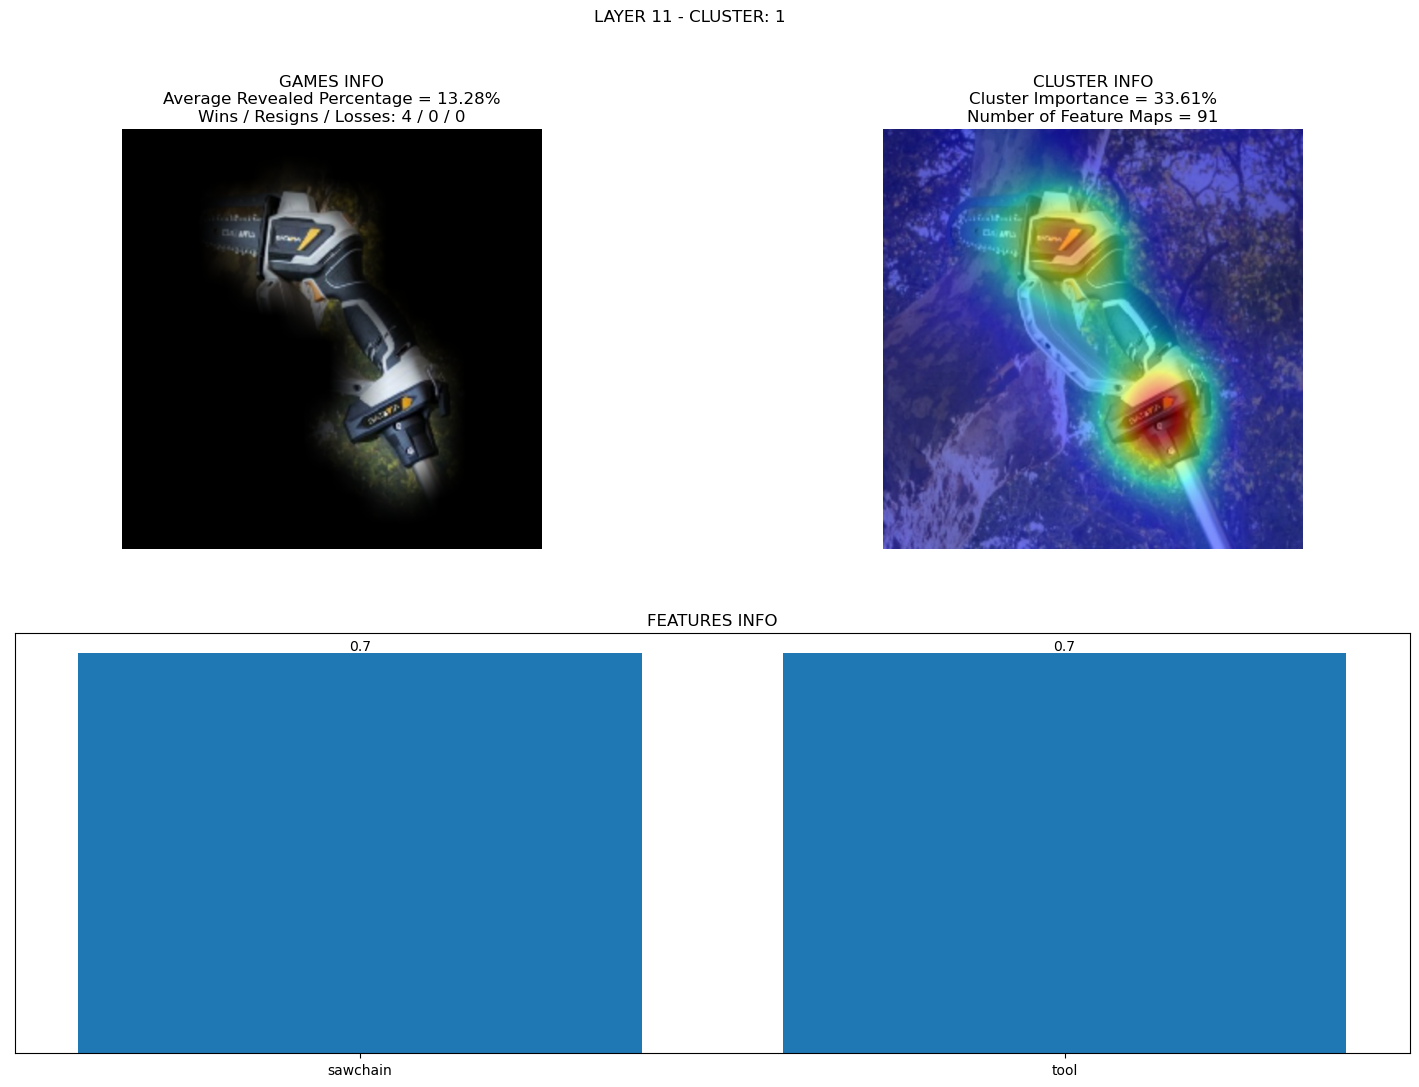 LAYER 11 - CLUSTER: 1
GAMES INFO
Average Revealed Percentage = 13.28%
Wins / Resigns / Losses: 4 / 0 / 0
CLUSTER INFO
Cluster Importance = 33.61%
Number of Feature Maps = 91
FEATURES INFO
0.7
0.7
sawchain
tool